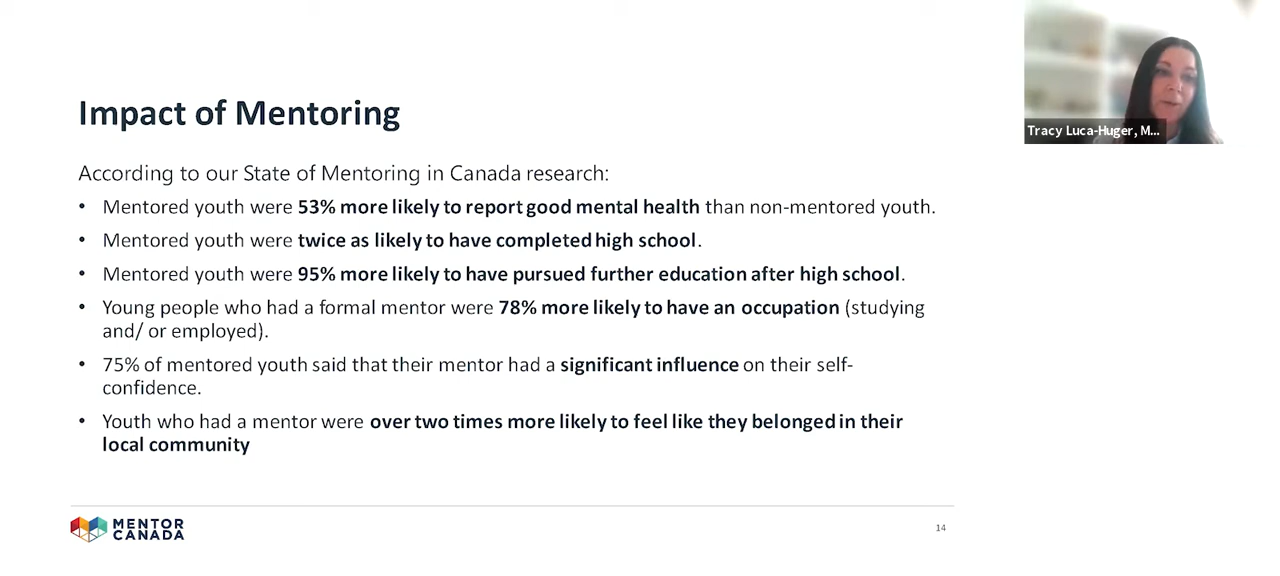 Impact of Mentoring
According to our State of Mentoring in Canada research:
• Mentored youth were 53% more likely to report good mental health than non-mentored youth.
• Mentored youth were twice as likely to have completed high school.
• Mentored youth were 95% more likely to have pursued further education after high school.
• Young people who had a formal mentor were 78% more likely to have an occupation (studying
and/ or employed).
• 75% of mentored youth said that their mentor had a significant influence on their self-
confidence.
• Youth who had a mentor were over two times more likely to feel like they belonged in their
local community
MENTOR
CANADA
14
Tracy Luca-Huger, M...